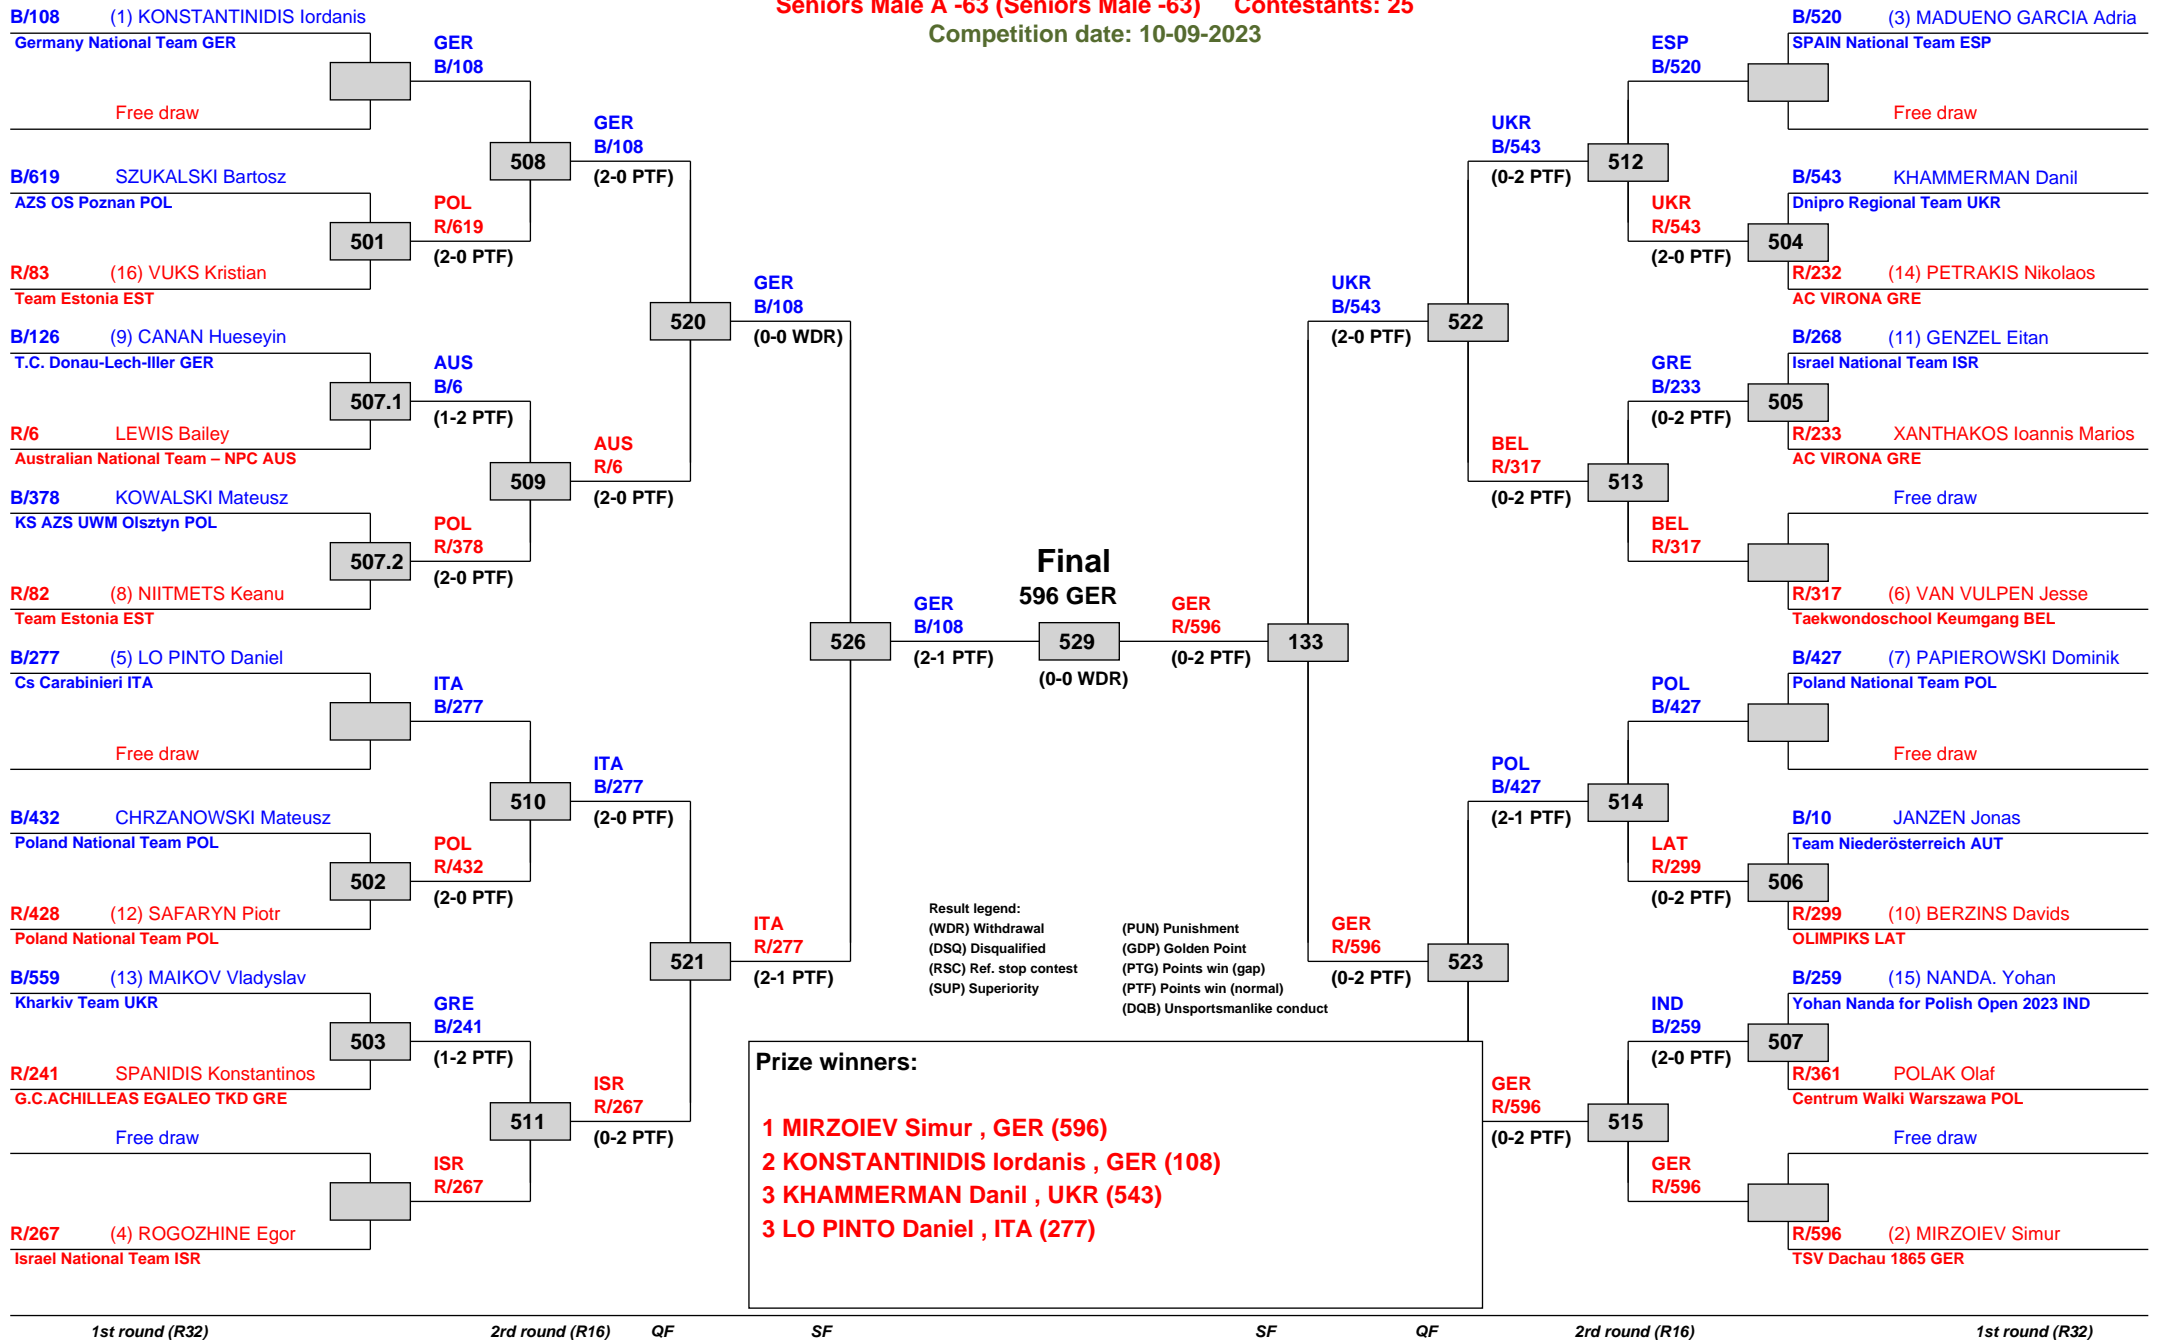 Seniors Male A -63 (Seniors Male -63) Contestants: 25
Competition date: 10-09-2023
B/108 (1) KONSTANTINIDIS Iordanis
Germany National Team GER
Free draw
B/619 SZUKALSKI Bartosz
AZS OS Poznan POL
501
R/83 (16) VUKS Kristian
Team Estonia EST
B/126 (9) CANAN Hueseyin
T.C. Donau-Lech-Iller GER
507.1
R/6 LEWIS Bailey
Australian National Team – NPC AUS
B/378 KOWALSKI Mateusz
KS AZS UWM Olsztyn POL
507.2
R/82 (8) NIITMETS Keanu
Team Estonia EST
B/277 (5) LO PINTO Daniel
Cs Carabinieri ITA
Free draw
B/432 CHRZANOWSKI Mateusz
Poland National Team POL
502
R/428 (12) SAFARYN Piotr
Poland National Team POL
B/559 (13) MAIKOV Vladyslav
Kharkiv Team UKR
503
R/241 SPANIDIS Konstantinos
G.C.ACHILLEAS EGALEO TKD GRE
Free draw
R/267 (4) ROGOZHINE Egor
Israel National Team ISR
GER
B/108
508
POL
R/619
(2-0 PTF)
AUS
B/6
(1-2 PTF)
509
POL
R/378
(2-0 PTF)
ITA
B/277
510
POL
R/432
(2-0 PTF)
GRE
B/241
(1-2 PTF)
511
ISR
R/267
GER
B/108
(2-0 PTF)
520
AUS
R/6
(2-0 PTF)
ITA
B/277
(2-0 PTF)
521
ISR
R/267
(0-2 PTF)
GER
B/108
(0-0 WDR)
526
ITA
R/277
(2-1 PTF)
GER
B/108
(2-1 PTF)
Final
596 GER
529
(0-0 WDR)
GER
R/596
(0-2 PTF)
UKR
B/543
(2-0 PTF)
133
GER
R/596
(0-2 PTF)
UKR
B/543
(0-2 PTF)
522
BEL
R/317
(0-2 PTF)
POL
B/427
(2-1 PTF)
523
GER
R/596
(0-2 PTF)
ESP
B/520
512
UKR
R/543
(2-0 PTF)
GRE
B/233
(0-2 PTF)
513
BEL
R/317
POL
B/427
514
LAT
R/299
(0-2 PTF)
IND
B/259
(2-0 PTF)
515
GER
R/596
B/520 (3) MADUENO GARCIA Adria
SPAIN National Team ESP
Free draw
B/543 KHAMMERMAN Danil
Dnipro Regional Team UKR
504
R/232 (14) PETRAKIS Nikolaos
AC VIRONA GRE
B/268 (11) GENZEL Eitan
Israel National Team ISR
505
R/233 XANTHAKOS Ioannis Marios
AC VIRONA GRE
Free draw
R/317 (6) VAN VULPEN Jesse
Taekwondoschool Keumgang BEL
B/427 (7) PAPIEROWSKI Dominik
Poland National Team POL
Free draw
B/10 JANZEN Jonas
Team Niederösterreich AUT
506
R/299 (10) BERZINS Davids
OLIMPIKS LAT
B/259 (15) NANDA. Yohan
Yohan Nanda for Polish Open 2023 IND
507
R/361 POLAK Olaf
Centrum Walki Warszawa POL
Free draw
R/596 (2) MIRZOIEV Simur
TSV Dachau 1865 GER
Result legend:
(WDR) Withdrawal
(DSQ) Disqualified
(RSC) Ref. stop contest
(SUP) Superiority
(PUN) Punishment
(GDP) Golden Point
(PTG) Points win (gap)
(PTF) Points win (normal)
(DQB) Unsportsmanlike conduct
Prize winners:
1 MIRZOIEV Simur , GER (596)
2 KONSTANTINIDIS Iordanis , GER (108)
3 KHAMMERMAN Danil , UKR (543)
3 LO PINTO Daniel , ITA (277)
1st round (R32) 2rd round (R16) QF SF SF QF 2rd round (R16) 1st round (R32)